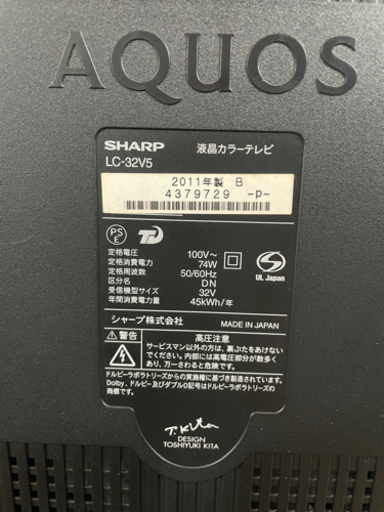 AQUOS
SHARP 液晶カラーテレビ
LC-32V5
2011年製 B
4379729 -P-
PS
E
定格電圧 100V~
定格消費電力 74W
定格周波数 50/60Hz
区分名 DN
受信機型サイズ 32V
年間消費電力量 45kWh/年
UL Japan
シャープ株式会社 MADE IN JAPAN
警告 高圧注意
サービスマン以外の方は、裏ぶたをあけないで
ください。内部には高電圧部分が数多く
あり、万一さわると危険です。
ドルビーラボラトリーズからの実施権に基づき製造されています。
Dolby、ドルビー及びダブルD記号はドルビーラボラトリーズの
商標です。
T. Kita
DESIGN
TOSHIYUKI KITA